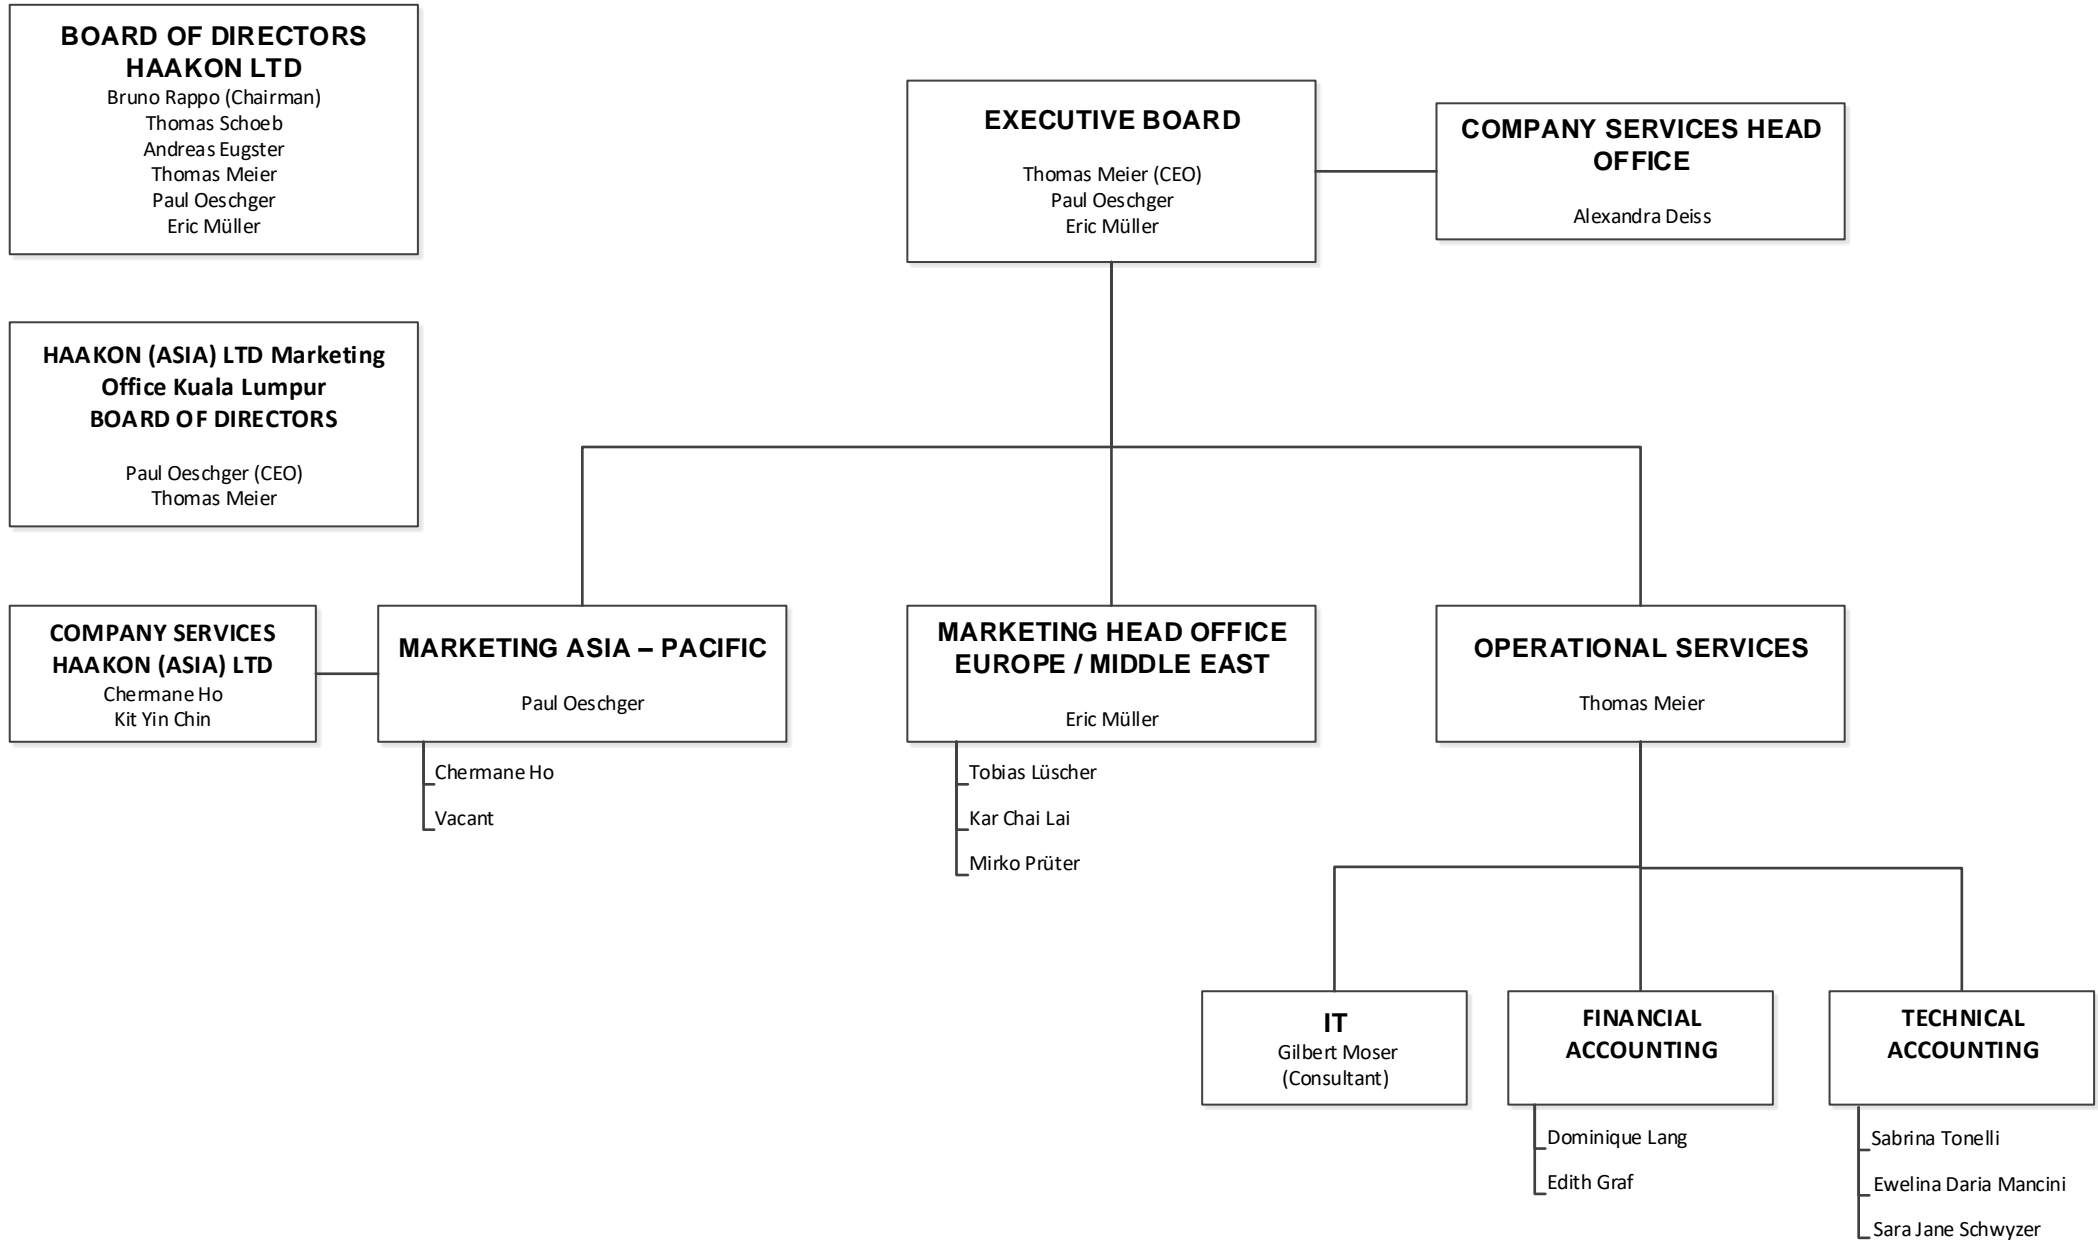 BOARD OF DIRECTORS
HAAKON LTD
Bruno Rappo (Chairman)
Thomas Schoeb
Andreas Eugster
Thomas Meier
Paul Oeschger
Eric Müller
EXECUTIVE BOARD
Thomas Meier (CEO)
Paul Oeschger
Eric Müller
COMPANY SERVICES HEAD
OFFICE
Alexandra Deiss
HAAKON (ASIA) LTD Marketing
Office Kuala Lumpur
BOARD OF DIRECTORS
Paul Oeschger (CEO)
Thomas Meier
COMPANY SERVICES
HAAKON (ASIA) LTD
Chermane Ho
Kit Yin Chin
MARKETING ASIA – PACIFIC
Paul Oeschger
Chermane Ho
Vacant
MARKETING HEAD OFFICE
EUROPE / MIDDLE EAST
Eric Müller
Tobias Lüscher
Kar Chai Lai
Mirko Prüter
OPERATIONAL SERVICES
Thomas Meier
IT
Gilbert Moser
(Consultant)
FINANCIAL
ACCOUNTING
Dominique Lang
Edith Graf
TECHNICAL
ACCOUNTING
Sabrina Tonelli
Ewelina Daria Mancini
Sara Jane Schwyzer